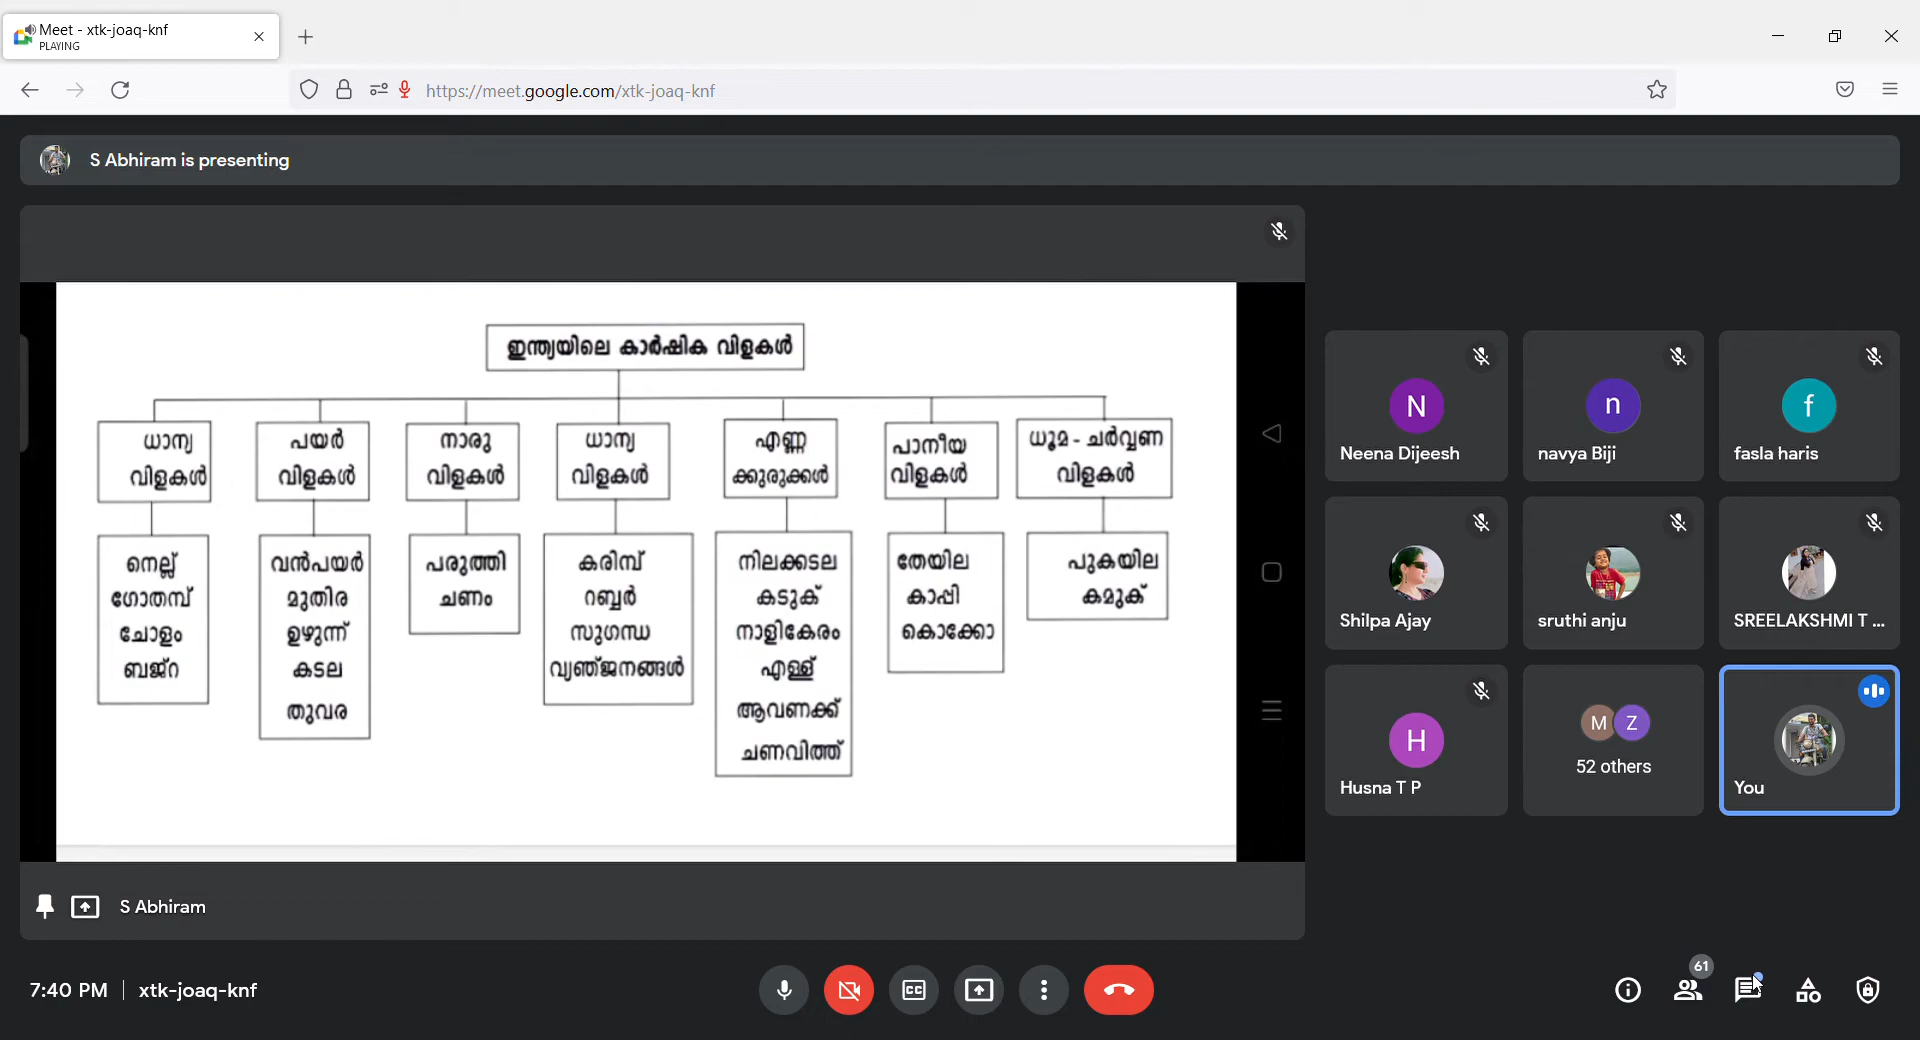 Meet - xtk-joaq-knf
PLAYING
https://meet.google.com/xtk-joaq-knf
S Abhiram is presenting
ഇന്ത്യയിലെ കാർഷിക വിളകൾ
ധാന്യ
വിളകൾ
പയർ
വിളകൾ
നാരു
വിളകൾ
ധാന്യ
വിളകൾ
എണ്ണ
ക്കുരുക്കൾ
പാനീയ
വിളകൾ
ധൂമ - ചർവ്വണ
വിളകൾ
നെല്ല്
ഗോതമ്പ്
ചോളം
ബജ്റ
വൻപയർ
മുതിര
ഉഴുന്ന്
കടല
തുവര
പരുത്തി
ചണം
കരിമ്പ്
റബ്ബർ
സുഗന്ധ
വ്യഞ്ജനങ്ങൾ
നിലക്കടല
കടുക്
നാളികേരം
എള്ള്
ആവണക്ക്
ചണവിത്ത്
തേയില
കാപ്പി
കൊക്കോ
പുകയില
കമുക്
S Abhiram
N
Neena Dijeesh
n
navya Biji
f
fasla haris
Shilpa Ajay
sruthi anju
SREELAKSHMI T ...
H
Husna T P
M Z
52 others
You
7:40 PM | xtk-joaq-knf
CC
61